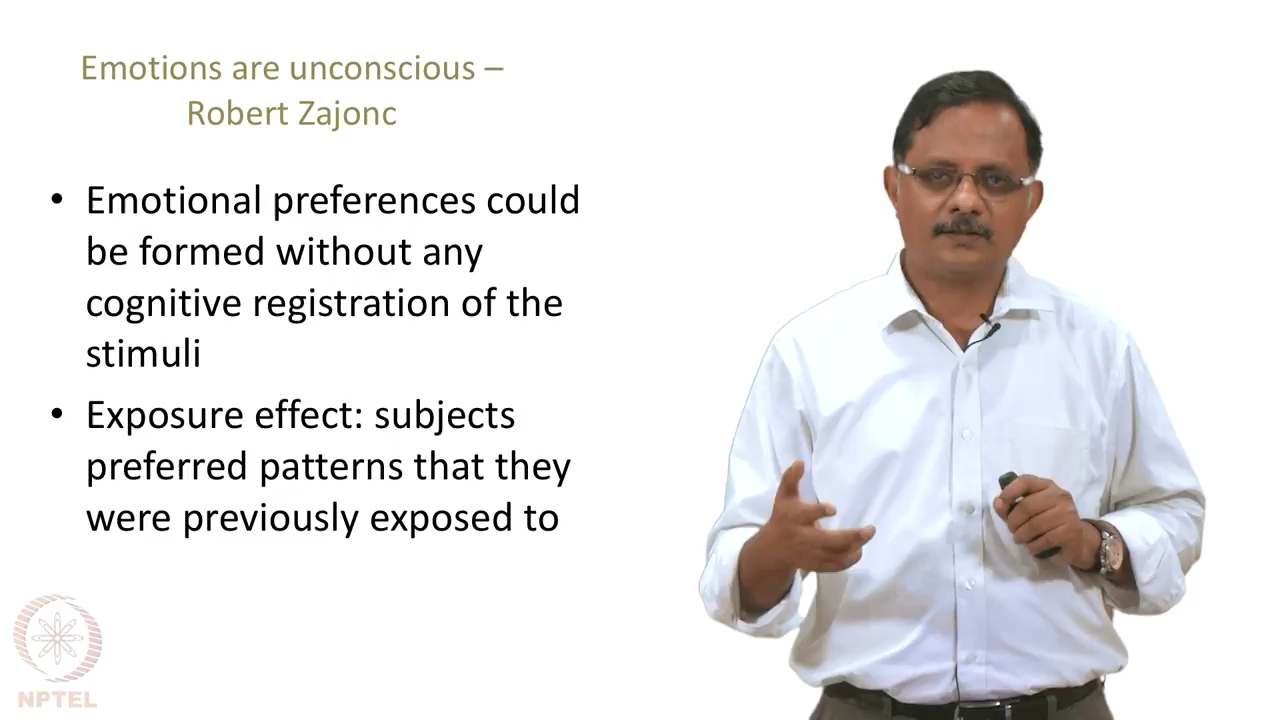 Emotions are unconscious –
Robert Zajonc
• Emotional preferences could
be formed without any
cognitive registration of the
stimuli
• Exposure effect: subjects
preferred patterns that they
were previously exposed to
NPTEL